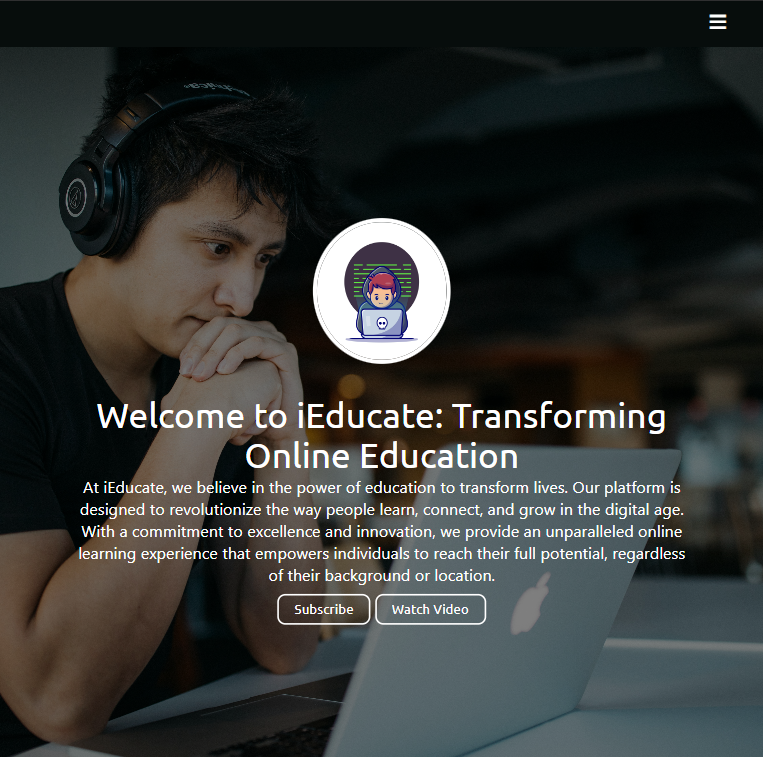 Welcome to iEducate: Transforming
Online Education
At iEducate, we believe in the power of education to transform lives. Our platform is
designed to revolutionize the way people learn, connect, and grow in the digital age.
With a commitment to excellence and innovation, we provide an unparalleled online
learning experience that empowers individuals to reach their full potential, regardless
of their background or location.
Subscribe Watch Video